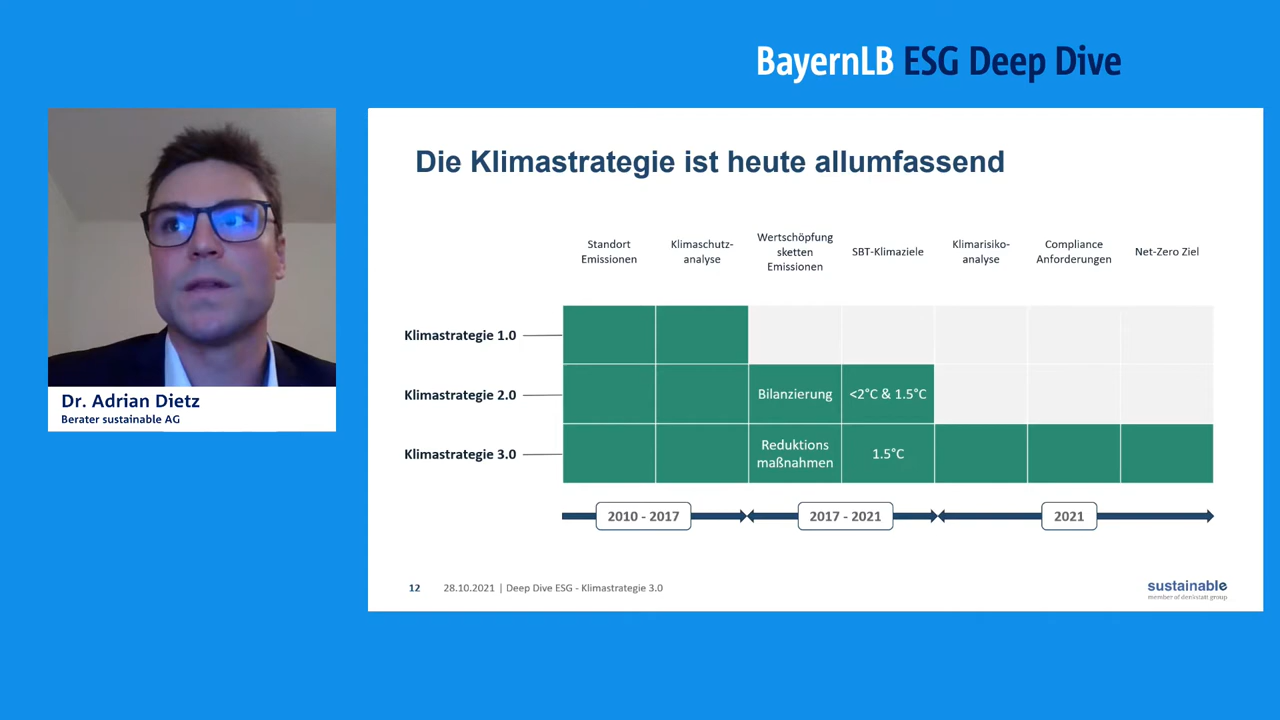 BayernLB ESG Deep Dive
Dr. Adrian Dietz
Berater sustainable AG
Die Klimastrategie ist heute allumfassend
Standort
Emissionen
Klimaschutz-
analyse
Wertschöpfung
sketten
Emissionen
SBT-Klimaziele
Klimarisiko-
analyse
Compliance
Anforderungen
Net-Zero Ziel
Klimastrategie 1.0
Klimastrategie 2.0
Bilanzierung
<2°C & 1.5°C
Klimastrategie 3.0
Reduktions
maßnahmen
1.5°C
2010 - 2017
2017 - 2021
2021
12
28.10.2021 | Deep Dive ESG - Klimastrategie 3.0
sustainable
member of denkstatt group